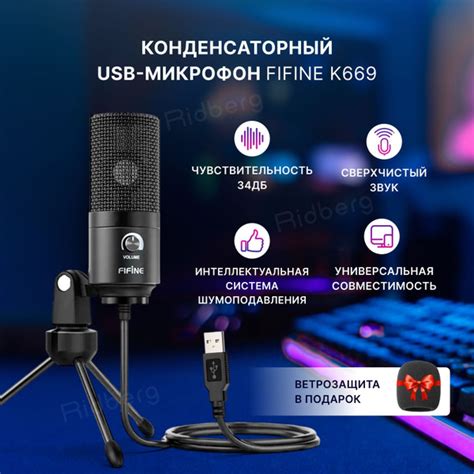 КОНДЕНСАТОРНЫЙ
USB-МИКРОФОН FIFINE K669
Ridberg
ЧУВСТВИТЕЛЬНОСТЬ
34ДБ
СВЕРХЧИСТЫЙ
ЗВУК
Ridberg
VOLUME
FIFINE
ИНТЕЛЛЕКТУАЛЬНАЯ
СИСТЕМА
ШУМОПОДАВЛЕНИЯ
УНИВЕРСАЛЬНАЯ
СОВМЕСТИМОСТЬ
Ridberg
ВЕТРОЗАЩИТА
В ПОДАРОК